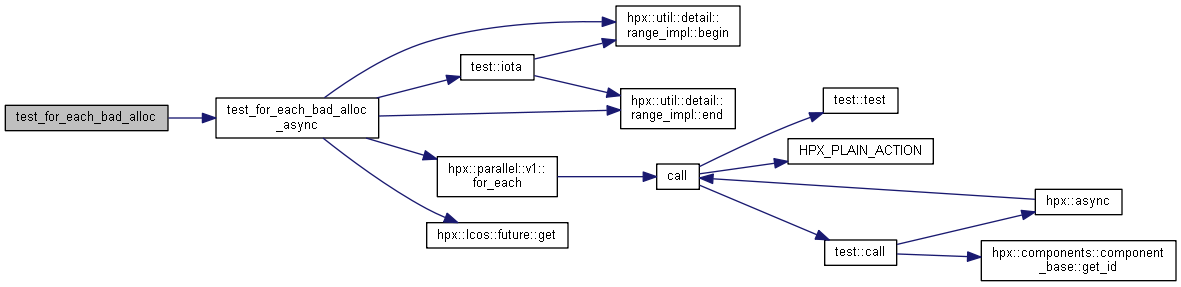 test_for_each_bad_alloc
test_for_each_bad_alloc
_async
hpx::util::detail::
range_impl::begin
test::iota
hpx::util::detail::
range_impl::end
hpx::parallel::v1::
for_each
hpx::lcos::future::get
call
test::test
HPX_PLAIN_ACTION
test::call
hpx::async
hpx::components::component
_base::get_id